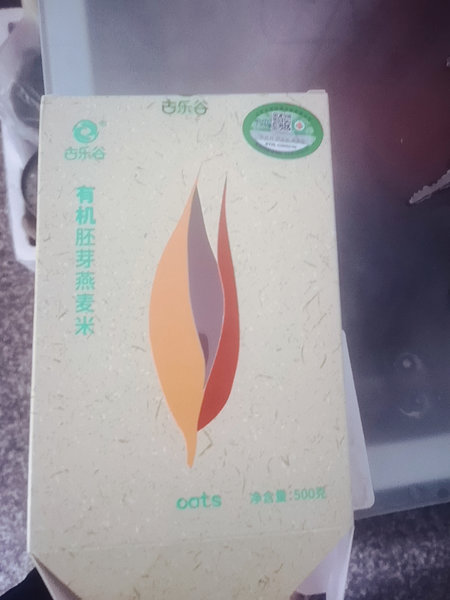 古乐谷
古乐谷
有机胚芽燕麦米
oats
净含量:500克